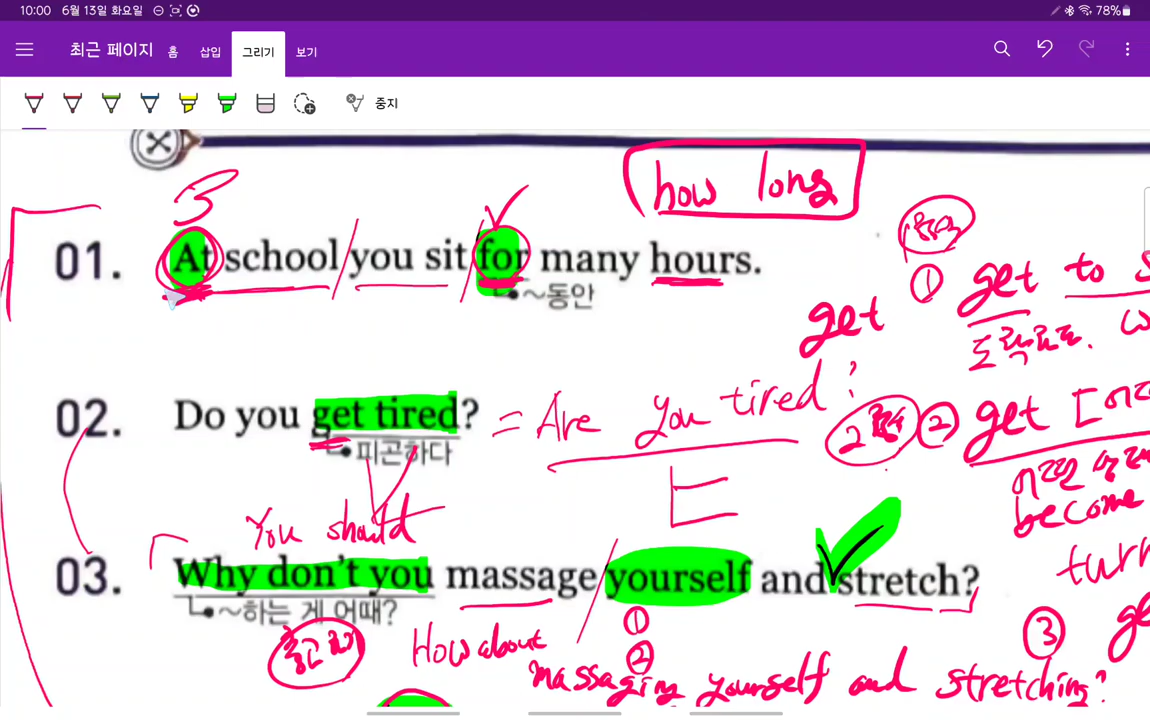 10:00 6월 13일 화요일 78%
최근 페이지 홈 삽입 그리기 보기
중지
how long
3
01. At school you sit for many hours.
~동안
get
① get to s
도착하다.
02. Do you get tired? = Are you tired?
피곤하다
② get
become
turn
You should
03. Why don't you massage yourself and stretch?
~하는 게 어때?
①
②
③ ge
How about
massaging yourself and stretching?